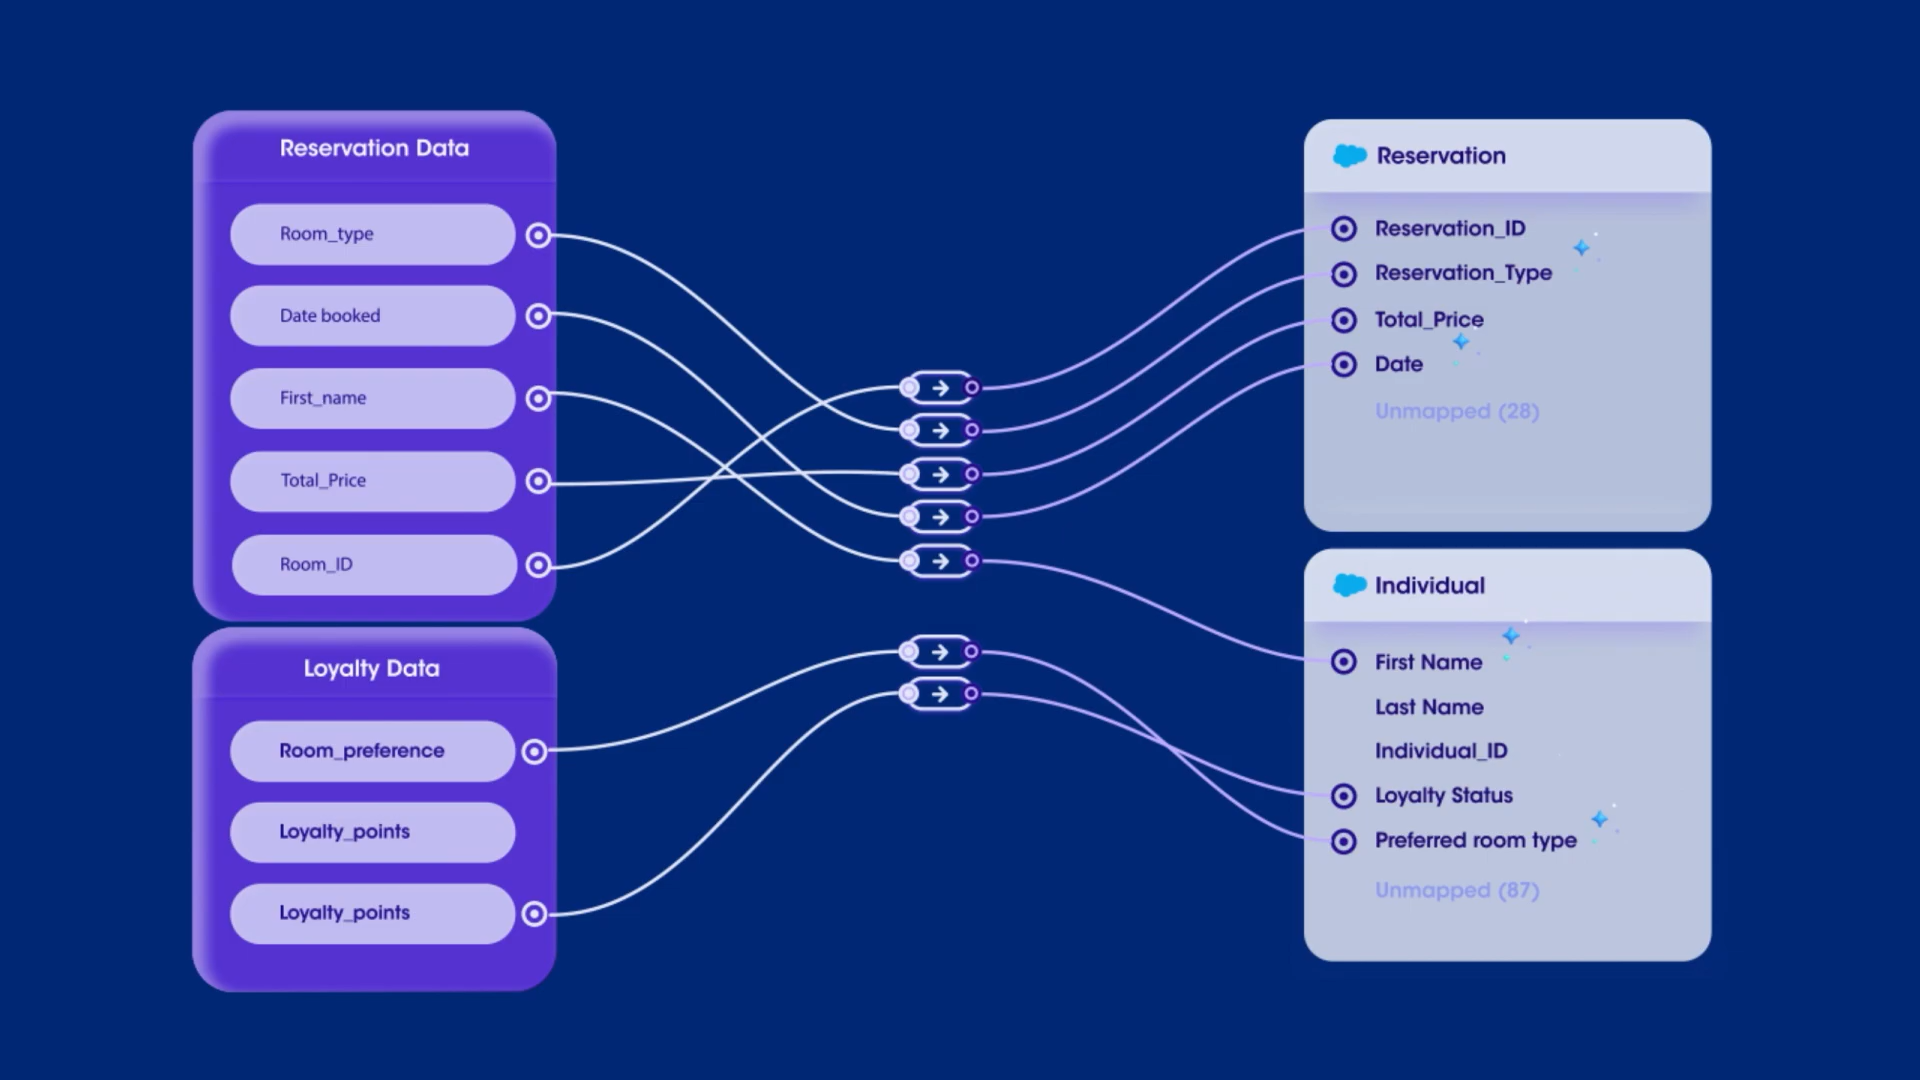 Reservation Data
Room_type
Date booked
First_name
Total_Price
Room_ID
Loyalty Data
Room_preference
Loyalty_points
Loyalty_points
Reservation
Reservation_ID
Reservation_Type
Total_Price
Date
Unmapped (28)
Individual
First Name
Last Name
Individual_ID
Loyalty Status
Preferred room type
Unmapped (87)